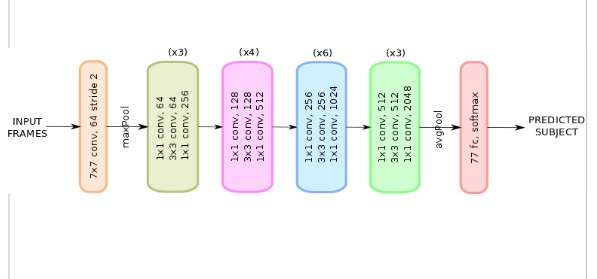 (x3)
(x4)
(x6)
(x3)
INPUT
FRAMES
7x7 conv, 64 stride 2
maxPool
1x1 conv, 64
3x3 conv, 64
1x1 conv, 256
1x1 conv, 128
3x3 conv, 128
1x1 conv, 512
1x1 conv, 256
3x3 conv, 256
1x1 conv, 1024
1x1 conv, 512
3x3 conv, 512
1x1 conv, 2048
avgPool
77 fc, softmax
PREDICTED
SUBJECT